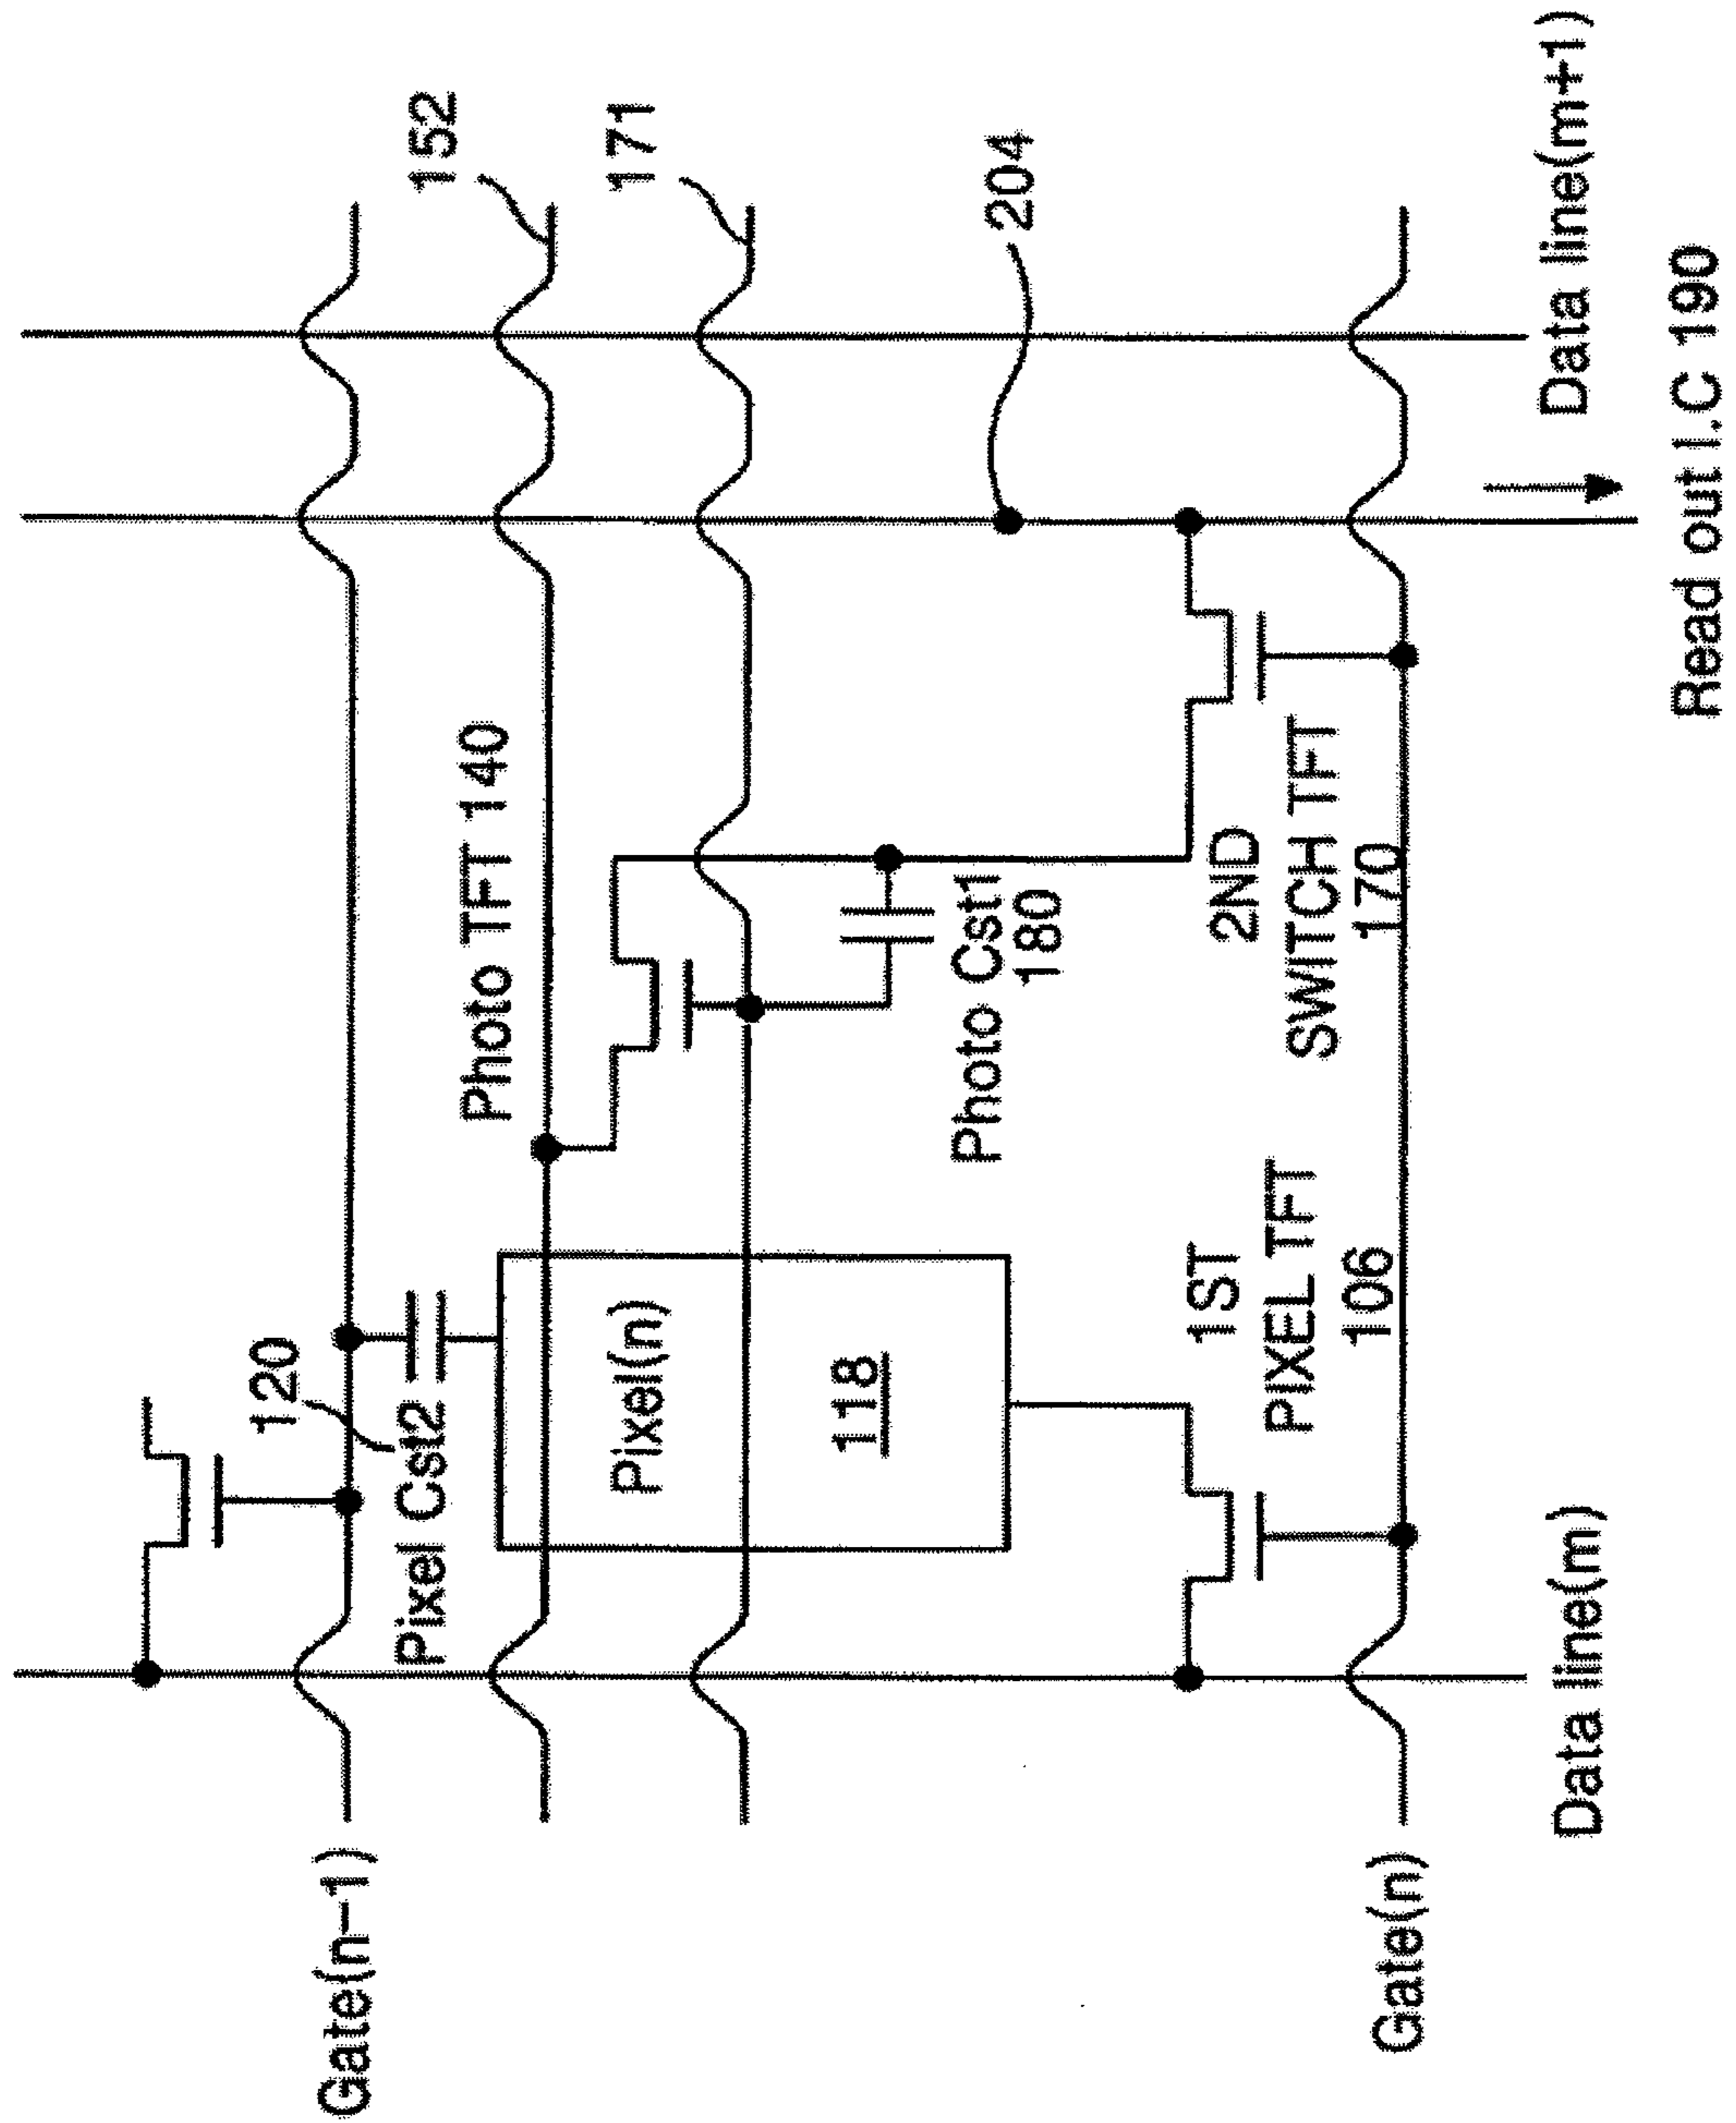 Gate(n-1)
120
Pixel Cst2
Pixel(n)
118
Photo TFT 140
152
171
Photo Cst1
180
204
1ST
PIXEL TFT
106
2ND
SWITCH TFT
170
Gate(n)
Data line(m)
Data line(m+1)
Read out I.C 190